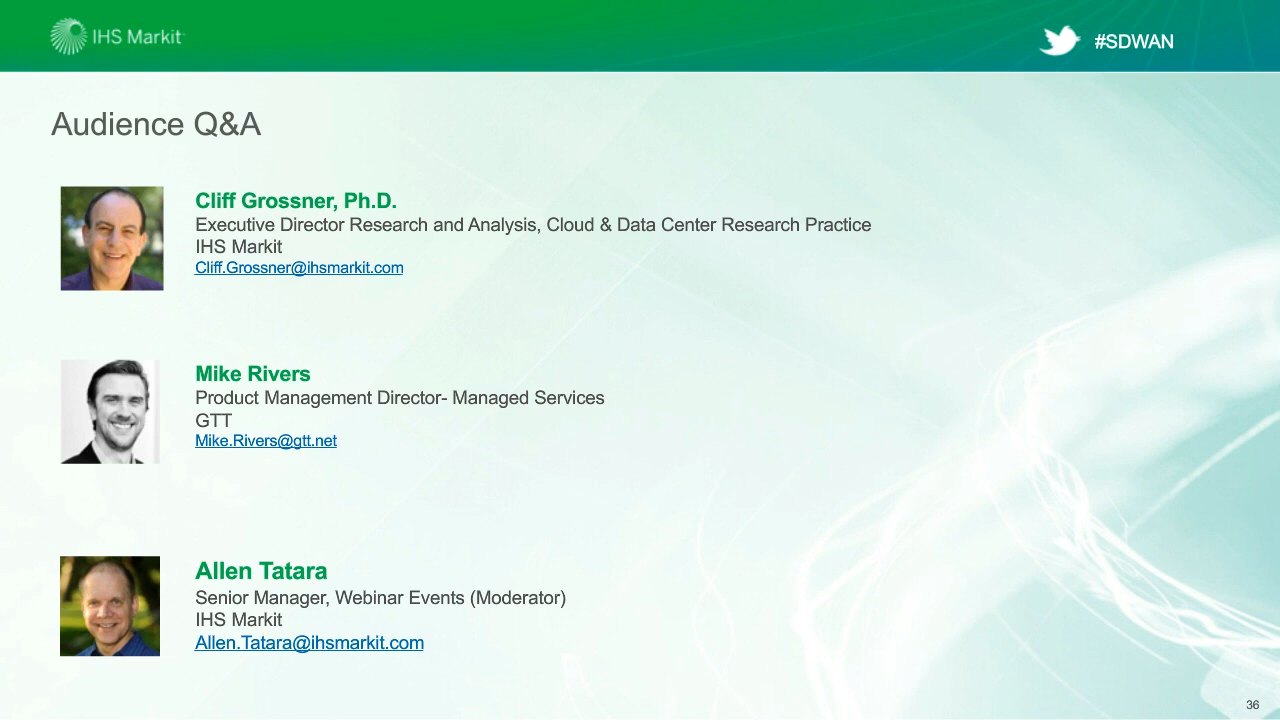 IHS Markit
#SDWAN
Audience Q&A
Cliff Grossner, Ph.D.
Executive Director Research and Analysis, Cloud & Data Center Research Practice
IHS Markit
Cliff.Grossner@ihsmarkit.com
Mike Rivers
Product Management Director- Managed Services
GTT
Mike.Rivers@gtt.net
Allen Tatara
Senior Manager, Webinar Events (Moderator)
IHS Markit
Allen.Tatara@ihsmarkit.com
36